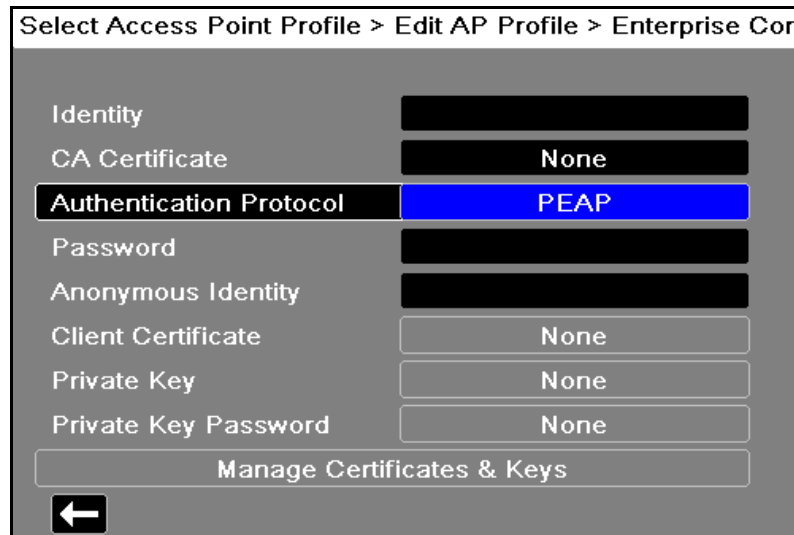 Select Access Point Profile > Edit AP Profile > Enterprise Cor
Identity
CA Certificate None
Authentication Protocol PEAP
Password
Anonymous Identity
Client Certificate None
Private Key None
Private Key Password None
Manage Certificates & Keys